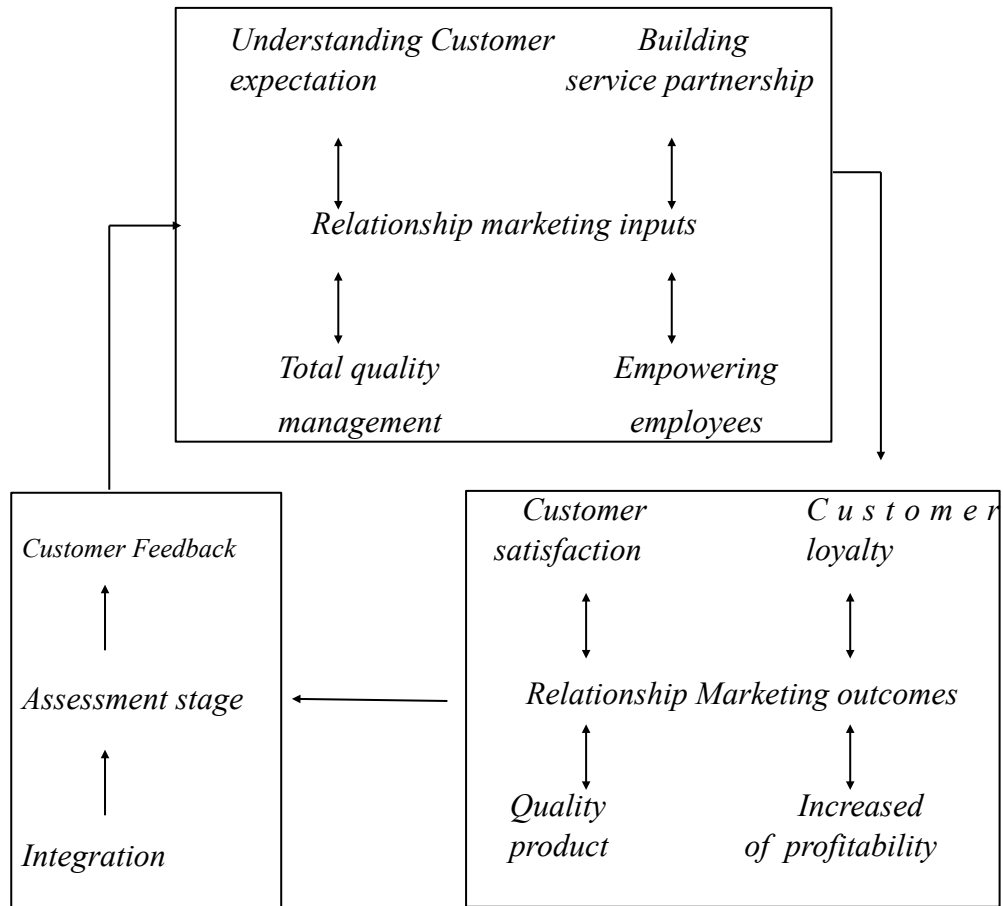 Understanding Customer
expectation
Building
service partnership
Relationship marketing inputs
Total quality
management
Empowering
employees
Customer Feedback
Assessment stage
Integration
Customer
satisfaction
C u s t o m e r
loyalty
Relationship Marketing outcomes
Quality
product
Increased
of profitability